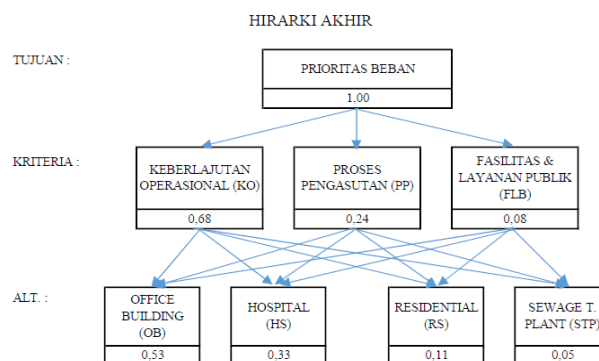 HIRARKI AKHIR
TUJUAN :
PRIORITAS BEBAN
1,00
KRITERIA :
KEBERLAJUTAN
OPERASIONAL (KO)
0,68
PROSES
PENGASUTAN (PP)
0,24
FASILITAS &
LAYANAN PUBLIK
(FLB)
0,08
ALT. :
OFFICE
BUILDING
(OB)
0,53
HOSPITAL
(HS)
0,33
RESIDENTIAL
(RS)
0,11
SEWAGE T.
PLANT (STP)
0,05